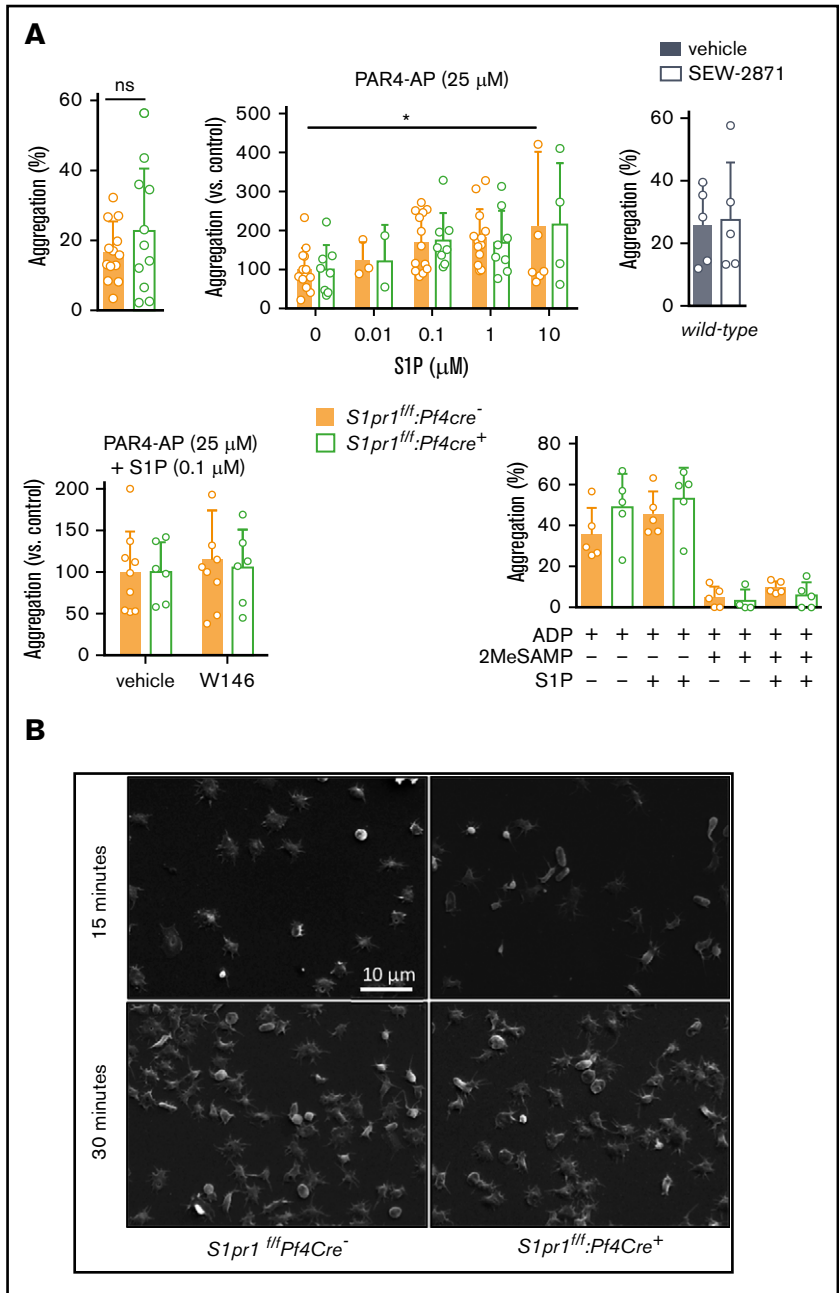 A
ns
60
40
20
0
Aggregation (%)
PAR4-AP (25 μM)
500
400
300
200
100
0
Aggregation (vs. control)
*
0 0.01 0.1 1 10
S1P (μM)
vehicle
SEW-2871
60
40
20
0
Aggregation (%)
wild-type
S1pr1f/f:Pf4cre-
S1pr1f/f:Pf4cre+
PAR4-AP (25 μM)
+ S1P (0.1 μM)
200
150
100
50
0
Aggregation (vs. control)
vehicle W146
80
60
40
20
0
Aggregation (%)
ADP + + + + + + + +
2MeSAMP – – – – + + + +
S1P – – + + – – + +
B
15 minutes
10 μm
30 minutes
S1pr1 f/fPf4Cre-
S1pr1f/f:Pf4Cre+